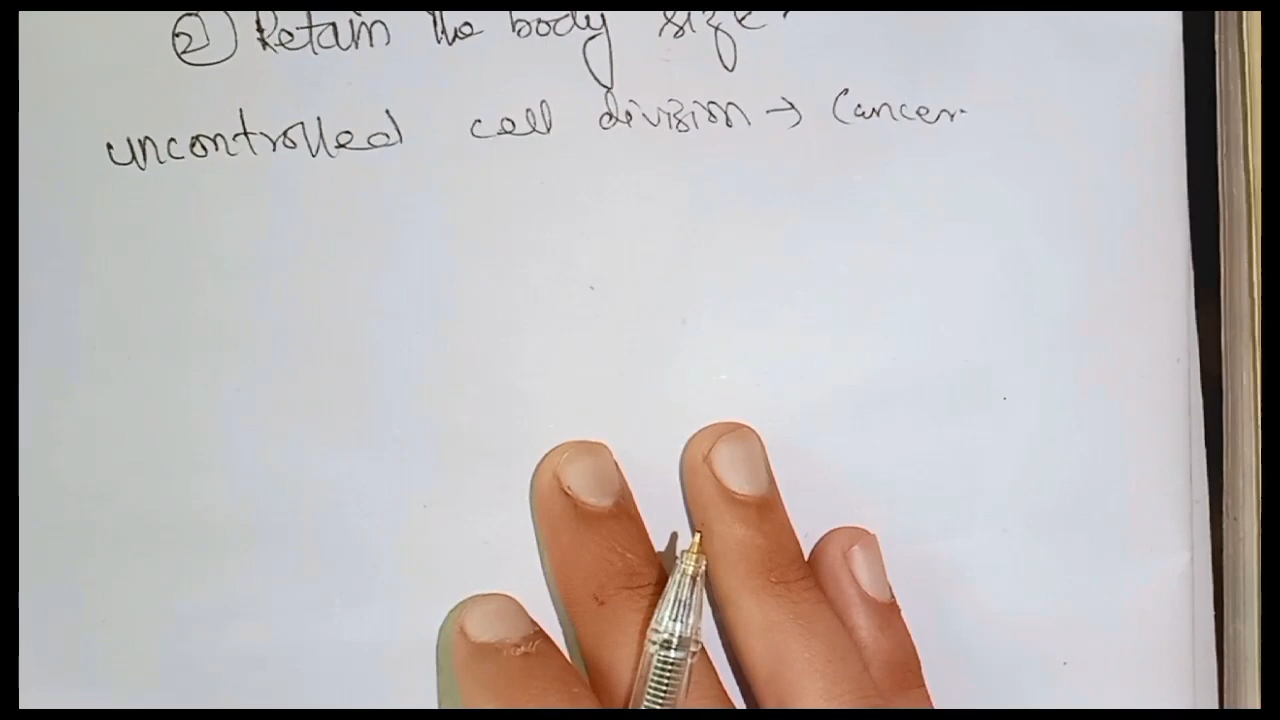 ② Retain the body size.
uncontrolled cell division → Cancer.